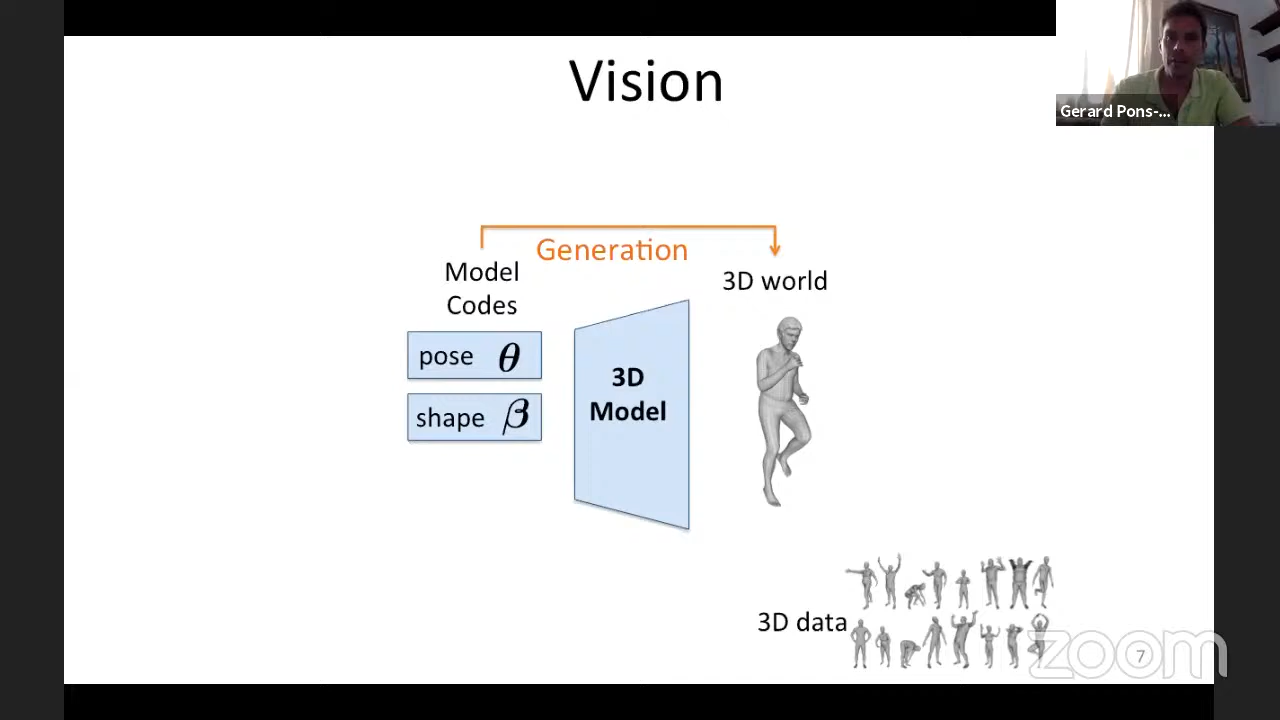 Vision
Gerard Pons-...
Generation
Model
Codes
3D world
pose θ
shape β
3D
Model
3D data
zoom
7